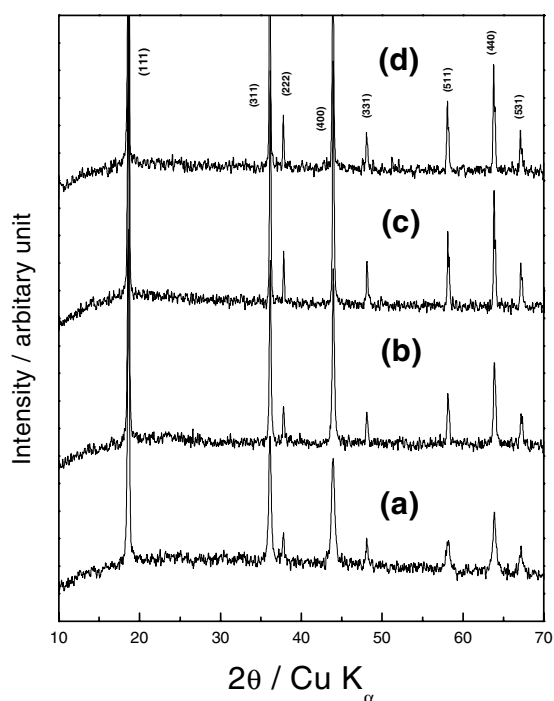 (d)
(111)
(311)
(222)
(400)
(331)
(511)
(440)
(531)
(c)
(b)
(a)
Intensity / arbitary unit
10 20 30 40 50 60 70
2θ / Cu Kα